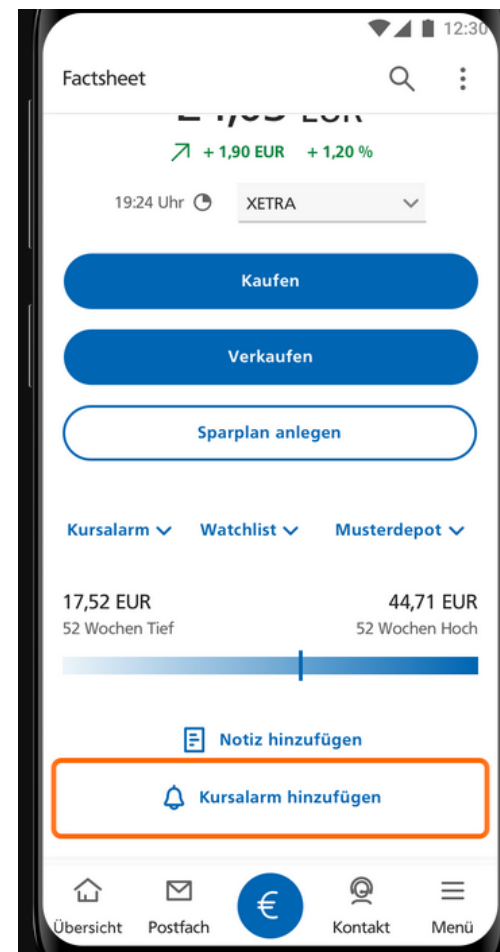 12:30
Factsheet
EUR
+ 1,90 EUR + 1,20 %
19:24 Uhr XETRA
Kaufen
Verkaufen
Sparplan anlegen
Kursalarm Watchlist Musterdepot
17,52 EUR 44,71 EUR
52 Wochen Tief 52 Wochen Hoch
Notiz hinzufügen
Kursalarm hinzufügen
€
Übersicht Postfach Kontakt Menü